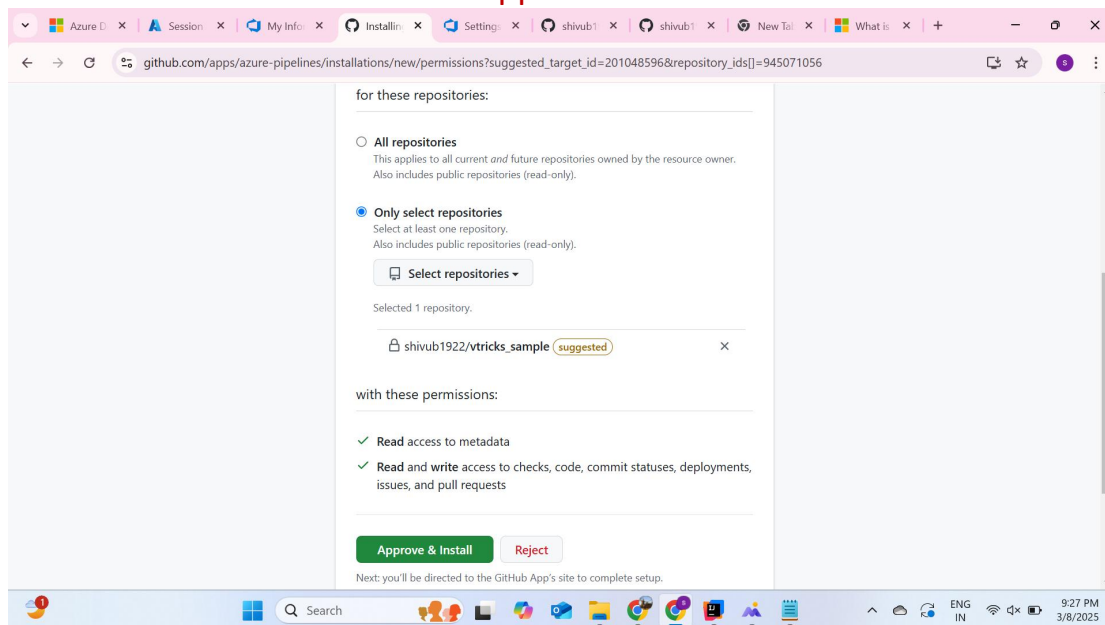 Azure D
Session
My Infor
Installin
Settings
shivub1
shivub1
New Tab
What is
github.com/apps/azure-pipelines/installations/new/permissions?suggested_target_id=201048596&repository_ids[]=945071056
s
for these repositories:
All repositories
This applies to all current and future repositories owned by the resource owner.
Also includes public repositories (read-only).
Only select repositories
Select at least one repository.
Also includes public repositories (read-only).
Select repositories
Selected 1 repository.
shivub1922/vtricks_sample suggested
with these permissions:
Read access to metadata
Read and write access to checks, code, commit statuses, deployments,
issues, and pull requests
Approve & Install Reject
Next: you'll be directed to the GitHub App's site to complete setup.
1
Search
ENG
IN
9:27 PM
3/8/2025